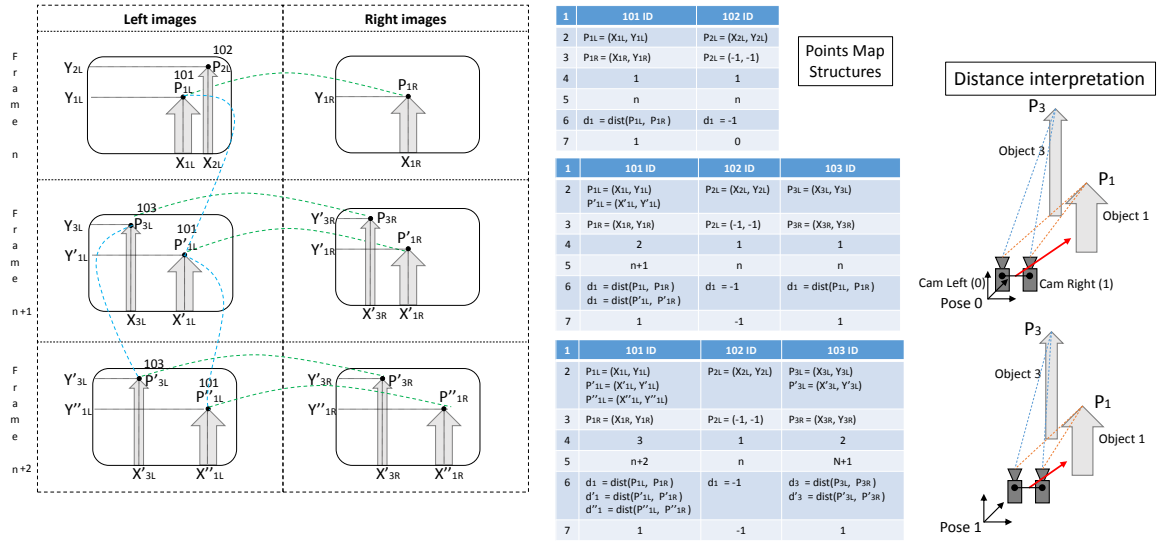 Left images
Right images
Frame n
102
Y2L
P2L
101
P1L
Y1L
X1L
X2L
P1R
Y1R
X1R
Frame n+1
103
Y3L
P3L
101
P'1L
Y'1L
X3L
X'1L
Y'3R
P3R
P'1R
Y'1R
X'3R
X'1R
Frame n+2
103
Y'3L
P'3L
101
P''1L
Y''1L
X'3L
X''1L
Y'3R
P'3R
P''1R
Y''1R
X'3R
X''1R
1 101 ID 102 ID
2 P1L = (X1L, Y1L) P2L = (X2L, Y2L)
3 P1R = (X1R, Y1R) P2L = (-1, -1)
4 1 1
5 n n
6 d1 = dist(P1L, P1R) d1 = -1
7 1 0
Points Map
Structures
1 101 ID 102 ID 103 ID
2 P1L = (X1L, Y1L) P2L = (X2L, Y2L) P3L = (X3L, Y3L)
P'1L = (X'1L, Y'1L)
3 P1R = (X1R, Y1R) P2L = (-1, -1) P3R = (X3R, Y3R)
4 2 1 1
5 n+1 n n
6 d1 = dist(P1L, P1R) d1 = -1 d1 = dist(P1L, P1R)
d1 = dist(P'1L, P'1R)
7 1 -1 1
1 101 ID 102 ID 103 ID
2 P1L = (X1L, Y1L) P2L = (X2L, Y2L) P3L = (X3L, Y3L)
P'1L = (X'1L, Y'1L) P'3L = (X'3L, Y'3L)
P''1L = (X''1L, Y''1L)
3 P1R = (X1R, Y1R) P2L = (-1, -1) P3R = (X3R, Y3R)
4 3 1 2
5 n+2 n N+1
6 d1 = dist(P1L, P1R) d1 = -1 d3 = dist(P3L, P3R)
d'1 = dist(P'1L, P'1R) d'3 = dist(P'3L, P'3R)
d''1 = dist(P''1L, P''1R)
7 1 -1 1
Distance interpretation
P3
Object 3
P1
Object 1
Cam Left (0)
Cam Right (1)
Pose 0
P3
Object 3
P1
Object 1
Pose 1